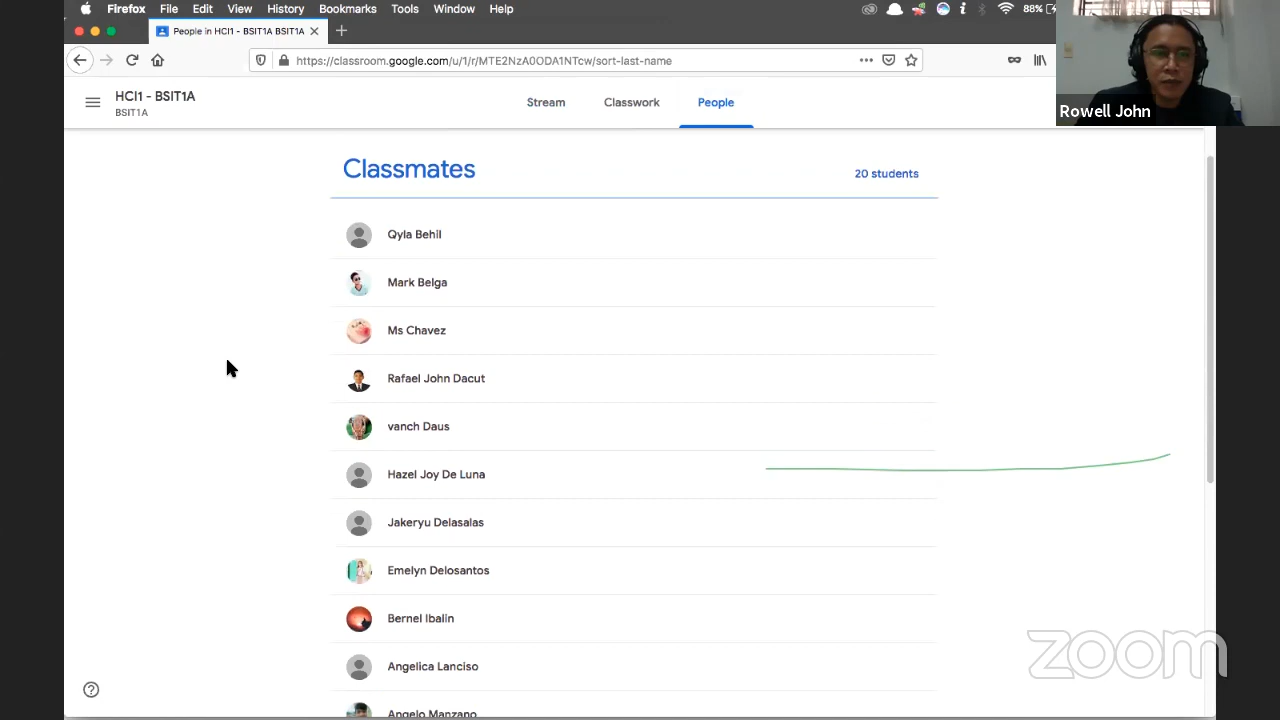 Firefox File Edit View History Bookmarks Tools Window Help
88%
People in HCI1 - BSIT1A BSIT1A
https://classroom.google.com/u/1/r/MTE2NzA0ODA1NTcw/sort-last-name
Rowell John
HCI1 - BSIT1A
BSIT1A
Stream Classwork People
Classmates
20 students
Qyla Behil
Mark Belga
Ms Chavez
Rafael John Dacut
vanch Daus
Hazel Joy De Luna
Jakeryu Delasalas
Emelyn Delosantos
Bernel Ibalin
Angelica Lanciso
Angelo Manzano
zoom